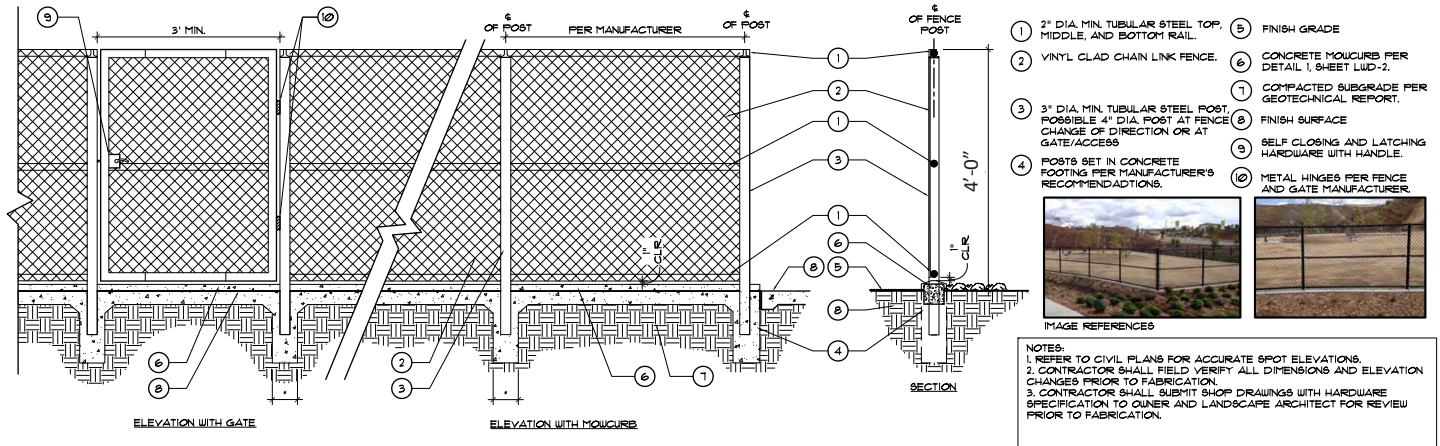 9
3' MIN.
10
℄
OF POST
PER MANUFACTURER
℄
OF POST
℄
OF FENCE
POST
1
2
1
3
1
6
8 5
8
4
1"
CLR
1"
CLR
4'-0"
6
8
2
3
6
7
ELEVATION WITH GATE
ELEVATION WITH MOWCURB
SECTION
1 2" DIA. MIN. TUBULAR STEEL TOP,
MIDDLE, AND BOTTOM RAIL.
2 VINYL CLAD CHAIN LINK FENCE.
3 3" DIA. MIN. TUBULAR STEEL POST,
POSSIBLE 4" DIA. POST AT FENCE
CHANGE OF DIRECTION OR AT
GATE/ACCESS
4 POSTS SET IN CONCRETE
FOOTING PER MANUFACTURER'S
RECOMMENDADTIONS.
5 FINISH GRADE
6 CONCRETE MOWCURB PER
DETAIL 1, SHEET LWD-2.
7 COMPACTED SUBGRADE PER
GEOTECHNICAL REPORT.
8 FINISH SURFACE
9 SELF CLOSING AND LATCHING
HARDWARE WITH HANDLE.
10 METAL HINGES PER FENCE
AND GATE MANUFACTURER.
IMAGE REFERENCES
NOTES:
1. REFER TO CIVIL PLANS FOR ACCURATE SPOT ELEVATIONS.
2. CONTRACTOR SHALL FIELD VERIFY ALL DIMENSIONS AND ELEVATION
CHANGES PRIOR TO FABRICATION.
3. CONTRACTOR SHALL SUBMIT SHOP DRAWINGS WITH HARDWARE
SPECIFICATION TO OWNER AND LANDSCAPE ARCHITECT FOR REVIEW
PRIOR TO FABRICATION.